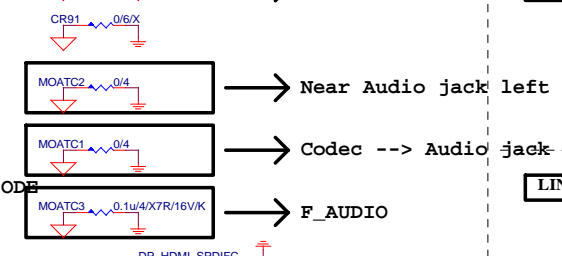 CR91 0/6/X
MOATC2 0/4 Near Audio jack left
MOATC1 0/4 Codec --> Audio jack
ODE
LIN
MOATC3 0.1u/4/X7R/16V/K F_AUDIO
DP_HDMI_SPDIFC